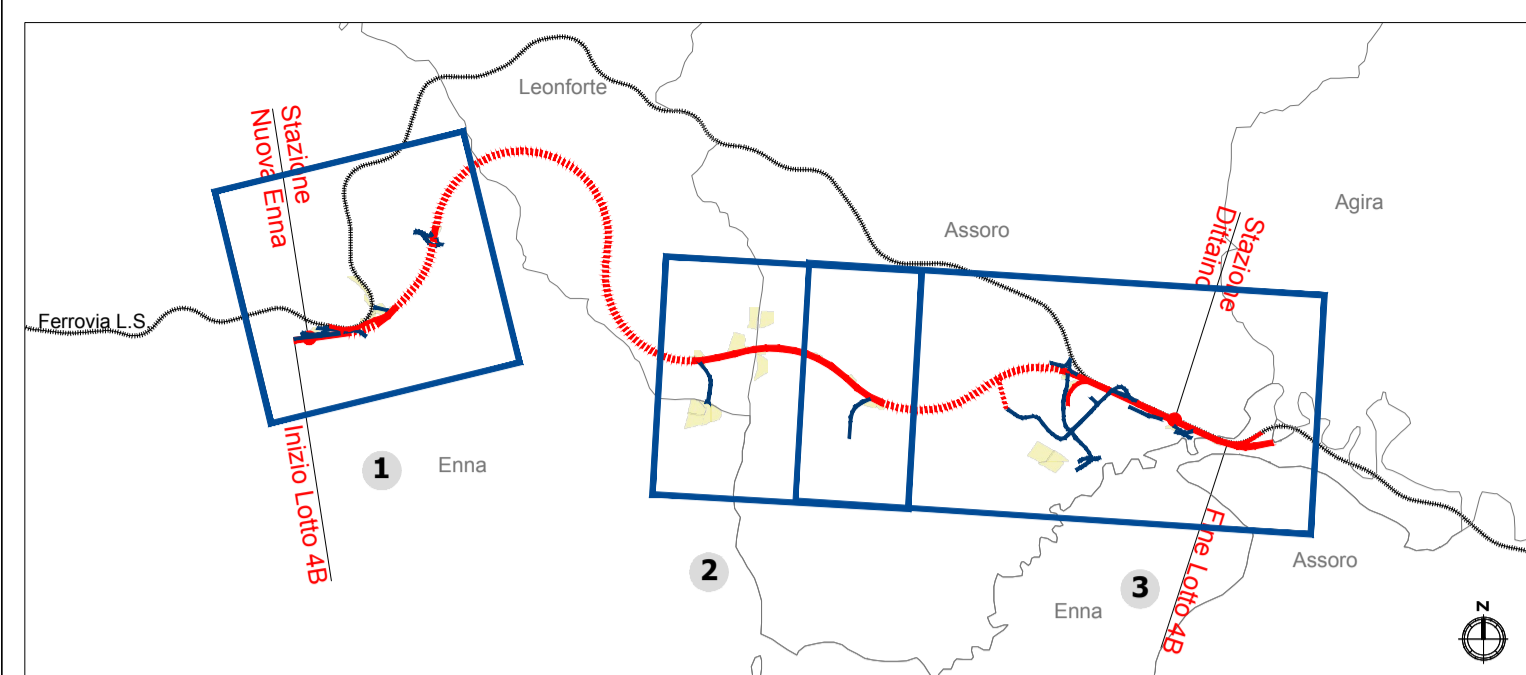 Leonforte
Stazione
Nuova Enna
Agira
Assoro
Stazione
Dittaino
Ferrovia L.S.
Inizio Lotto 4B
1
Enna
2
Fine Lotto 4B
Assoro
3
Enna
N